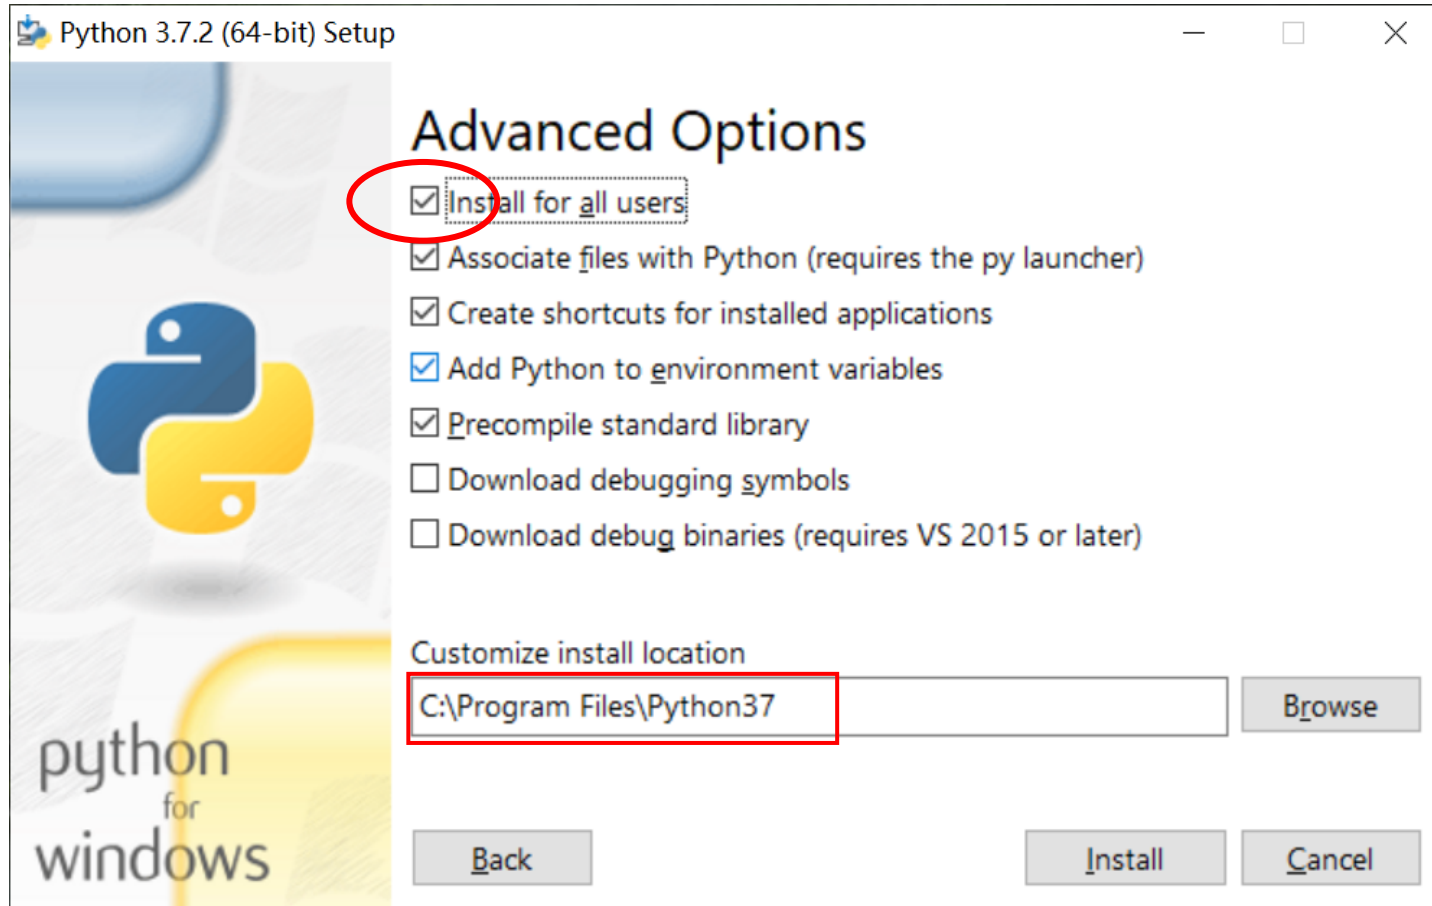 Python 3.7.2 (64-bit) Setup
Advanced Options
Install for all users
Associate files with Python (requires the py launcher)
Create shortcuts for installed applications
Add Python to environment variables
Precompile standard library
Download debugging symbols
Download debug binaries (requires VS 2015 or later)
Customize install location
C:\Program Files\Python37
Browse
python
for
windows
Back
Install
Cancel